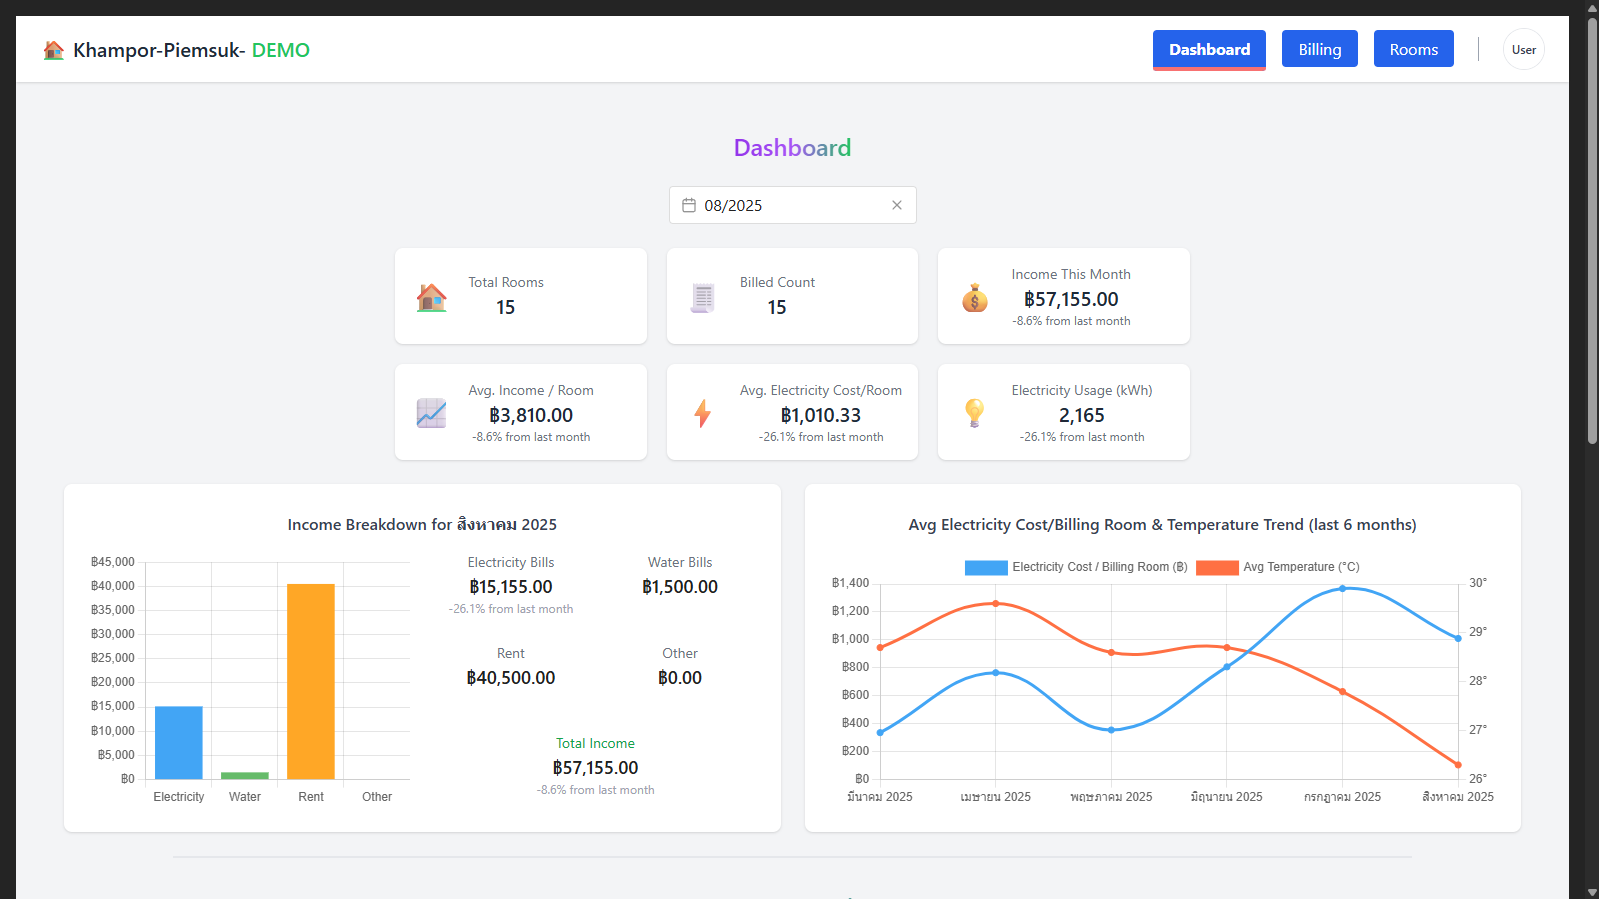 Khampor-Piemsuk- DEMO
Dashboard
Billing
Rooms
User
Dashboard
08/2025
Total Rooms
15
Billed Count
15
Income This Month
฿57,155.00
-8.6% from last month
Avg. Income / Room
฿3,810.00
-8.6% from last month
Avg. Electricity Cost/Room
฿1,010.33
-26.1% from last month
Electricity Usage (kWh)
2,165
-26.1% from last month
Income Breakdown for สิงหาคม 2025
฿45,000
฿40,000
฿35,000
฿30,000
฿25,000
฿20,000
฿15,000
฿10,000
฿5,000
฿0
Electricity
Water
Rent
Other
Electricity Bills
฿15,155.00
-26.1% from last month
Water Bills
฿1,500.00
Rent
฿40,500.00
Other
฿0.00
Total Income
฿57,155.00
-8.6% from last month
Avg Electricity Cost/Billing Room & Temperature Trend (last 6 months)
Electricity Cost / Billing Room (฿)
Avg Temperature (°C)
฿1,400
฿1,200
฿1,000
฿800
฿600
฿400
฿200
฿0
30°
29°
28°
27°
26°
มีนาคม 2025
เมษายน 2025
พฤษภาคม 2025
มิถุนายน 2025
กรกฎาคม 2025
สิงหาคม 2025